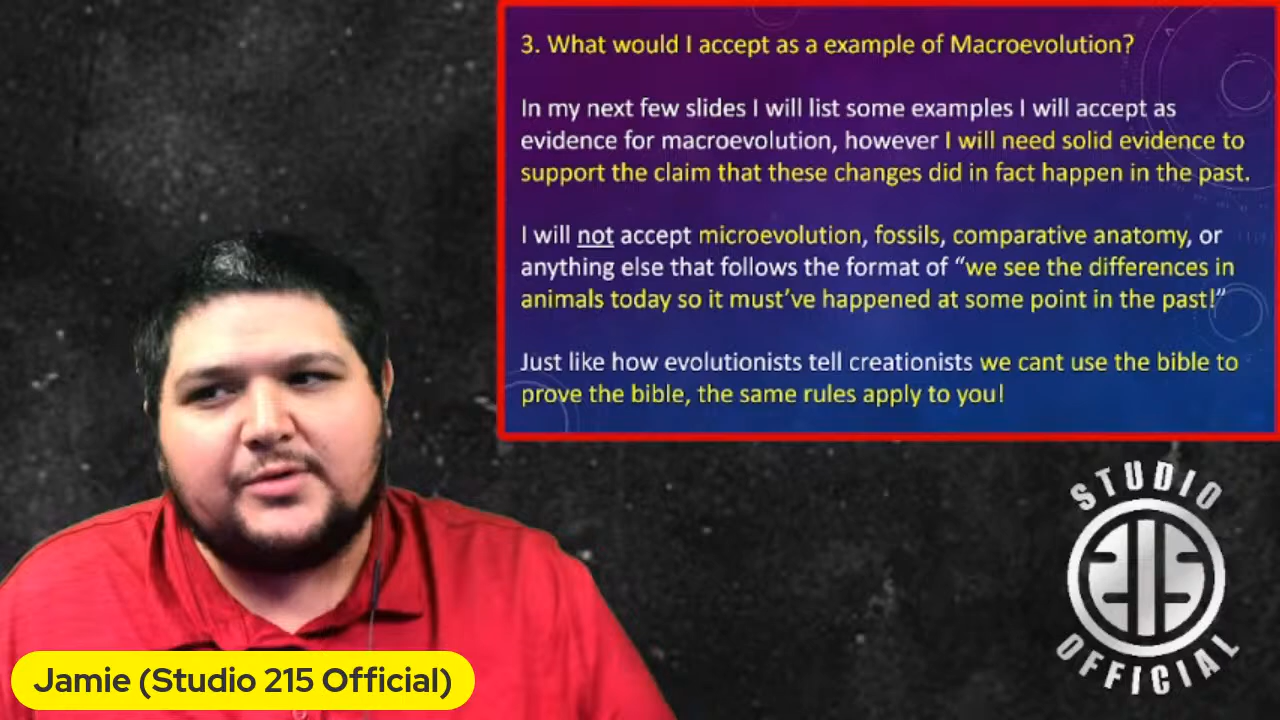 3. What would I accept as a example of Macroevolution?
In my next few slides I will list some examples I will accept as
evidence for macroevolution, however I will need solid evidence to
support the claim that these changes did in fact happen in the past.
I will not accept microevolution, fossils, comparative anatomy, or
anything else that follows the format of “we see the differences in
animals today so it must’ve happened at some point in the past!”
Just like how evolutionists tell creationists we cant use the bible to
prove the bible, the same rules apply to you!
STUDIO
215
OFFICIAL
Jamie (Studio 215 Official)